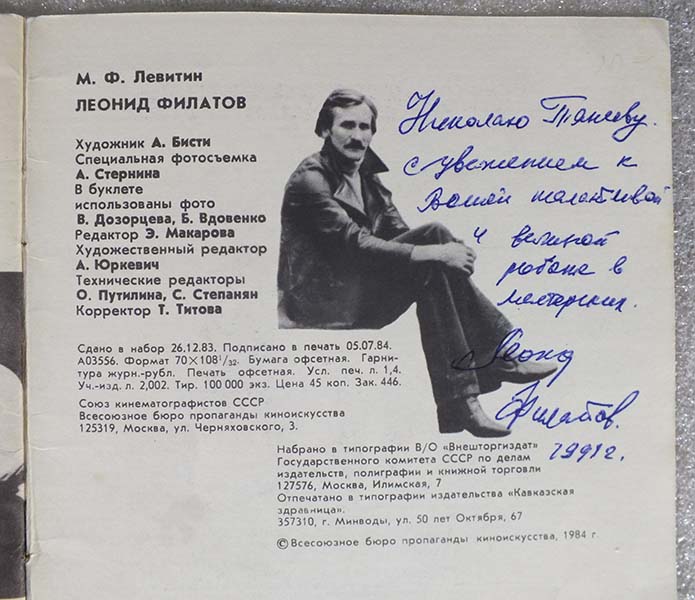 М. Ф. Левитин
ЛЕОНИД ФИЛАТОВ
Художник А. Бисти
Специальная фотосъемка
А. Стернина
В буклете
использованы фото
В. Дозорцева, Б. Вдовенко
Редактор Э. Макарова
Художественный редактор
А. Юркевич
Технические редакторы
О. Путилина, С. Степанян
Корректор Т. Титова
Сдано в набор 26.12.83. Подписано в печать 05.07.84.
А03556. Формат 70×108¹/₃₂. Бумага офсетная. Гарни-
тура журн.-рубл. Печать офсетная. Усл. печ. л. 1,4.
Уч.-изд. л. 2,002. Тир. 100 000 экз. Цена 45 коп. Зак. 446.
Союз кинематографистов СССР
Всесоюзное бюро пропаганды киноискусства
125319, Москва, ул. Черняховского, 3.
Николаю
с уважением к
Вашей талантливой
и
работе в
Леонид
Филатов.
1991г.
Набрано в типографии В/О «Внешторгиздат»
Государственного комитета СССР по делам
издательств, полиграфии и книжной торговли
127576, Москва, Илимская, 7
Отпечатано в типографии издательства «Кавказская
здравница».
357310, г. Минводы, ул. 50 лет Октября, 67
© Всесоюзное бюро пропаганды киноискусства, 1984 г.